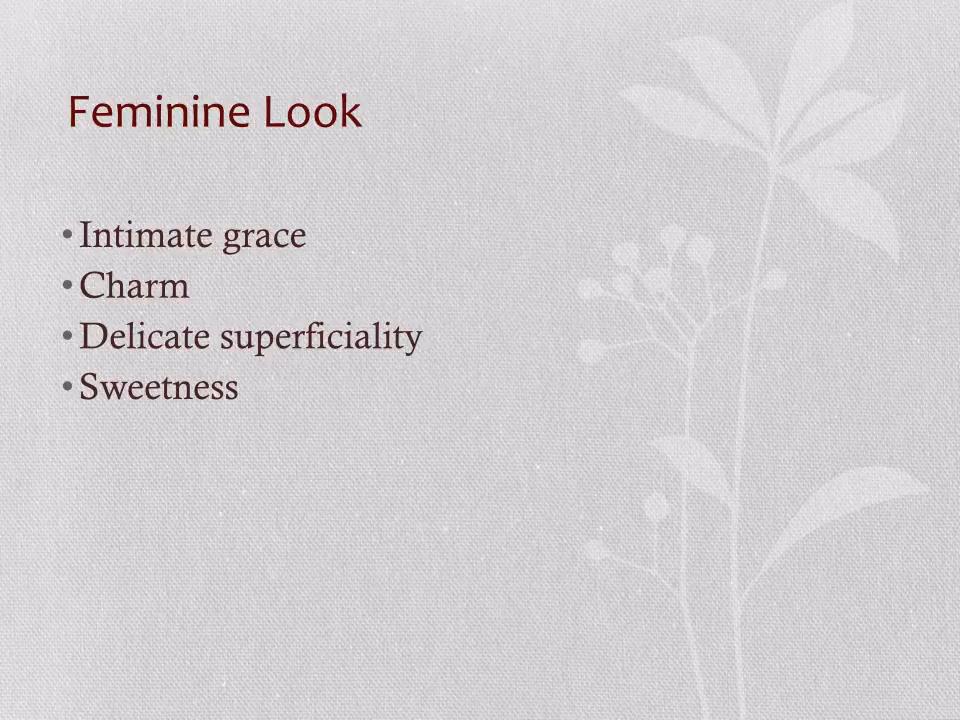 Feminine Look
• Intimate grace
• Charm
• Delicate superficiality
• Sweetness